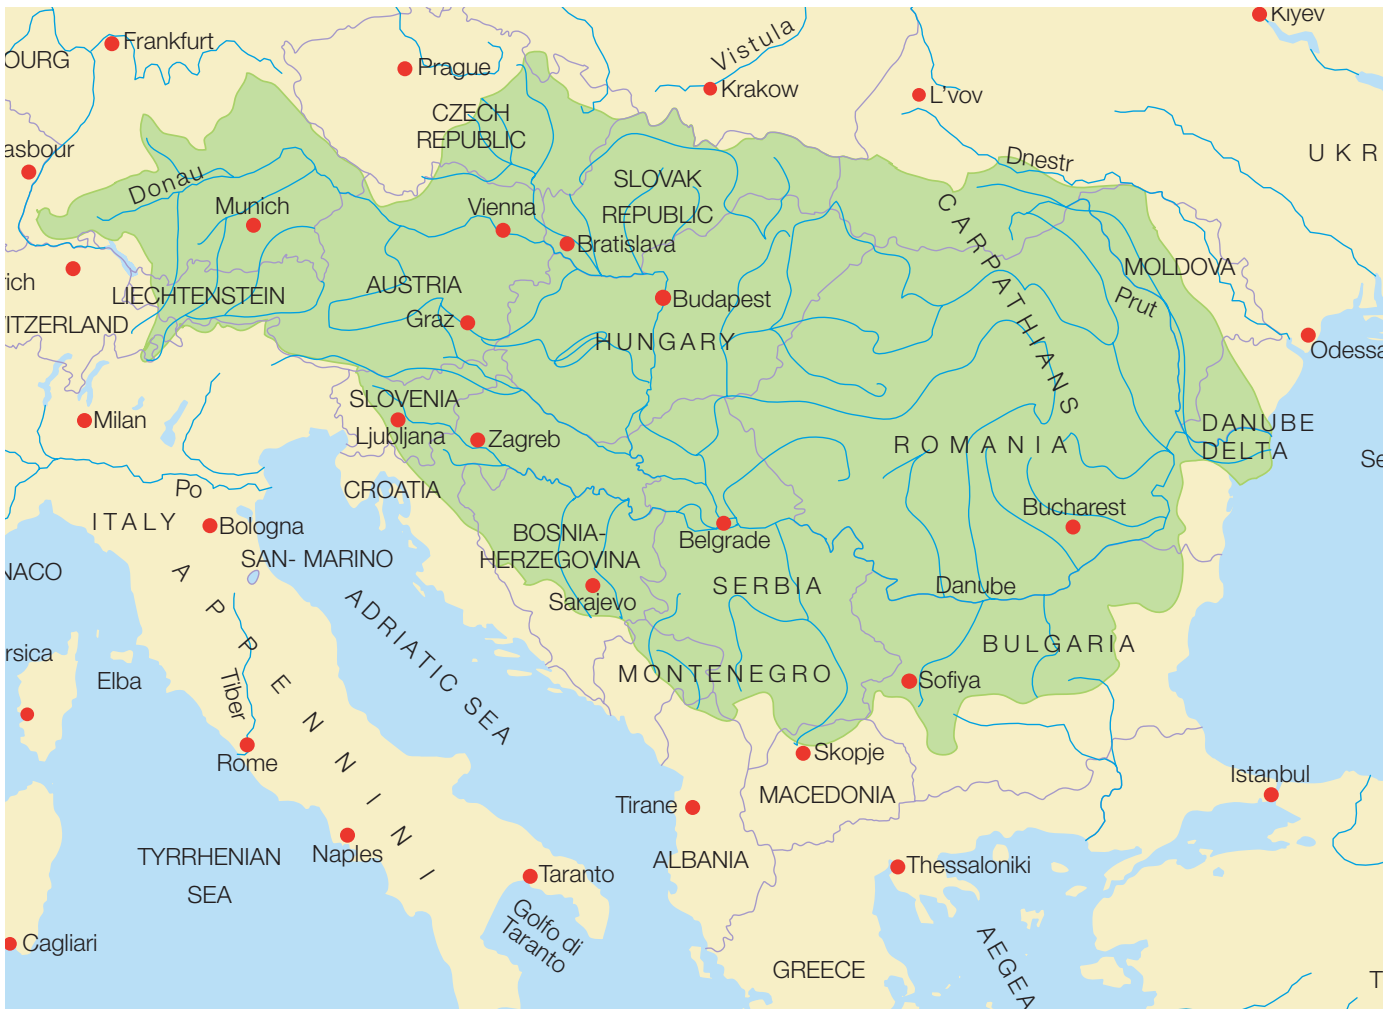 Kiyev
Frankfurt
OURG
Vistula
Prague
Krakow
L'vov
CZECH
REPUBLIC
asbour
UKR
Dnestr
Donau
SLOVAK
REPUBLIC
Munich
Vienna
Bratislava
CARPATHIANS
MOLDOVA
rich
LIECHTENSTEIN
AUSTRIA
Budapest
Prut
VITZERLAND
Graz
HUNGARY
Odessa
SLOVENIA
Milan
Ljubljana
Zagreb
ROMANIA
DANUBE
DELTA
Se
Po
CROATIA
ITALY
Bologna
Bucharest
BOSNIA-
HERZEGOVINA
Belgrade
SAN- MARINO
NACO
APPENNINI
Sarajevo
SERBIA
Danube
ADRIATIC SEA
BULGARIA
rsica
Elba
Tiber
MONTENEGRO
Sofiya
Rome
Skopje
Istanbul
Tirane
MACEDONIA
Naples
TYRRHENIAN
SEA
ALBANIA
Taranto
Thessaloniki
Golfo di
Taranto
Cagliari
AEGEA
GREECE
T